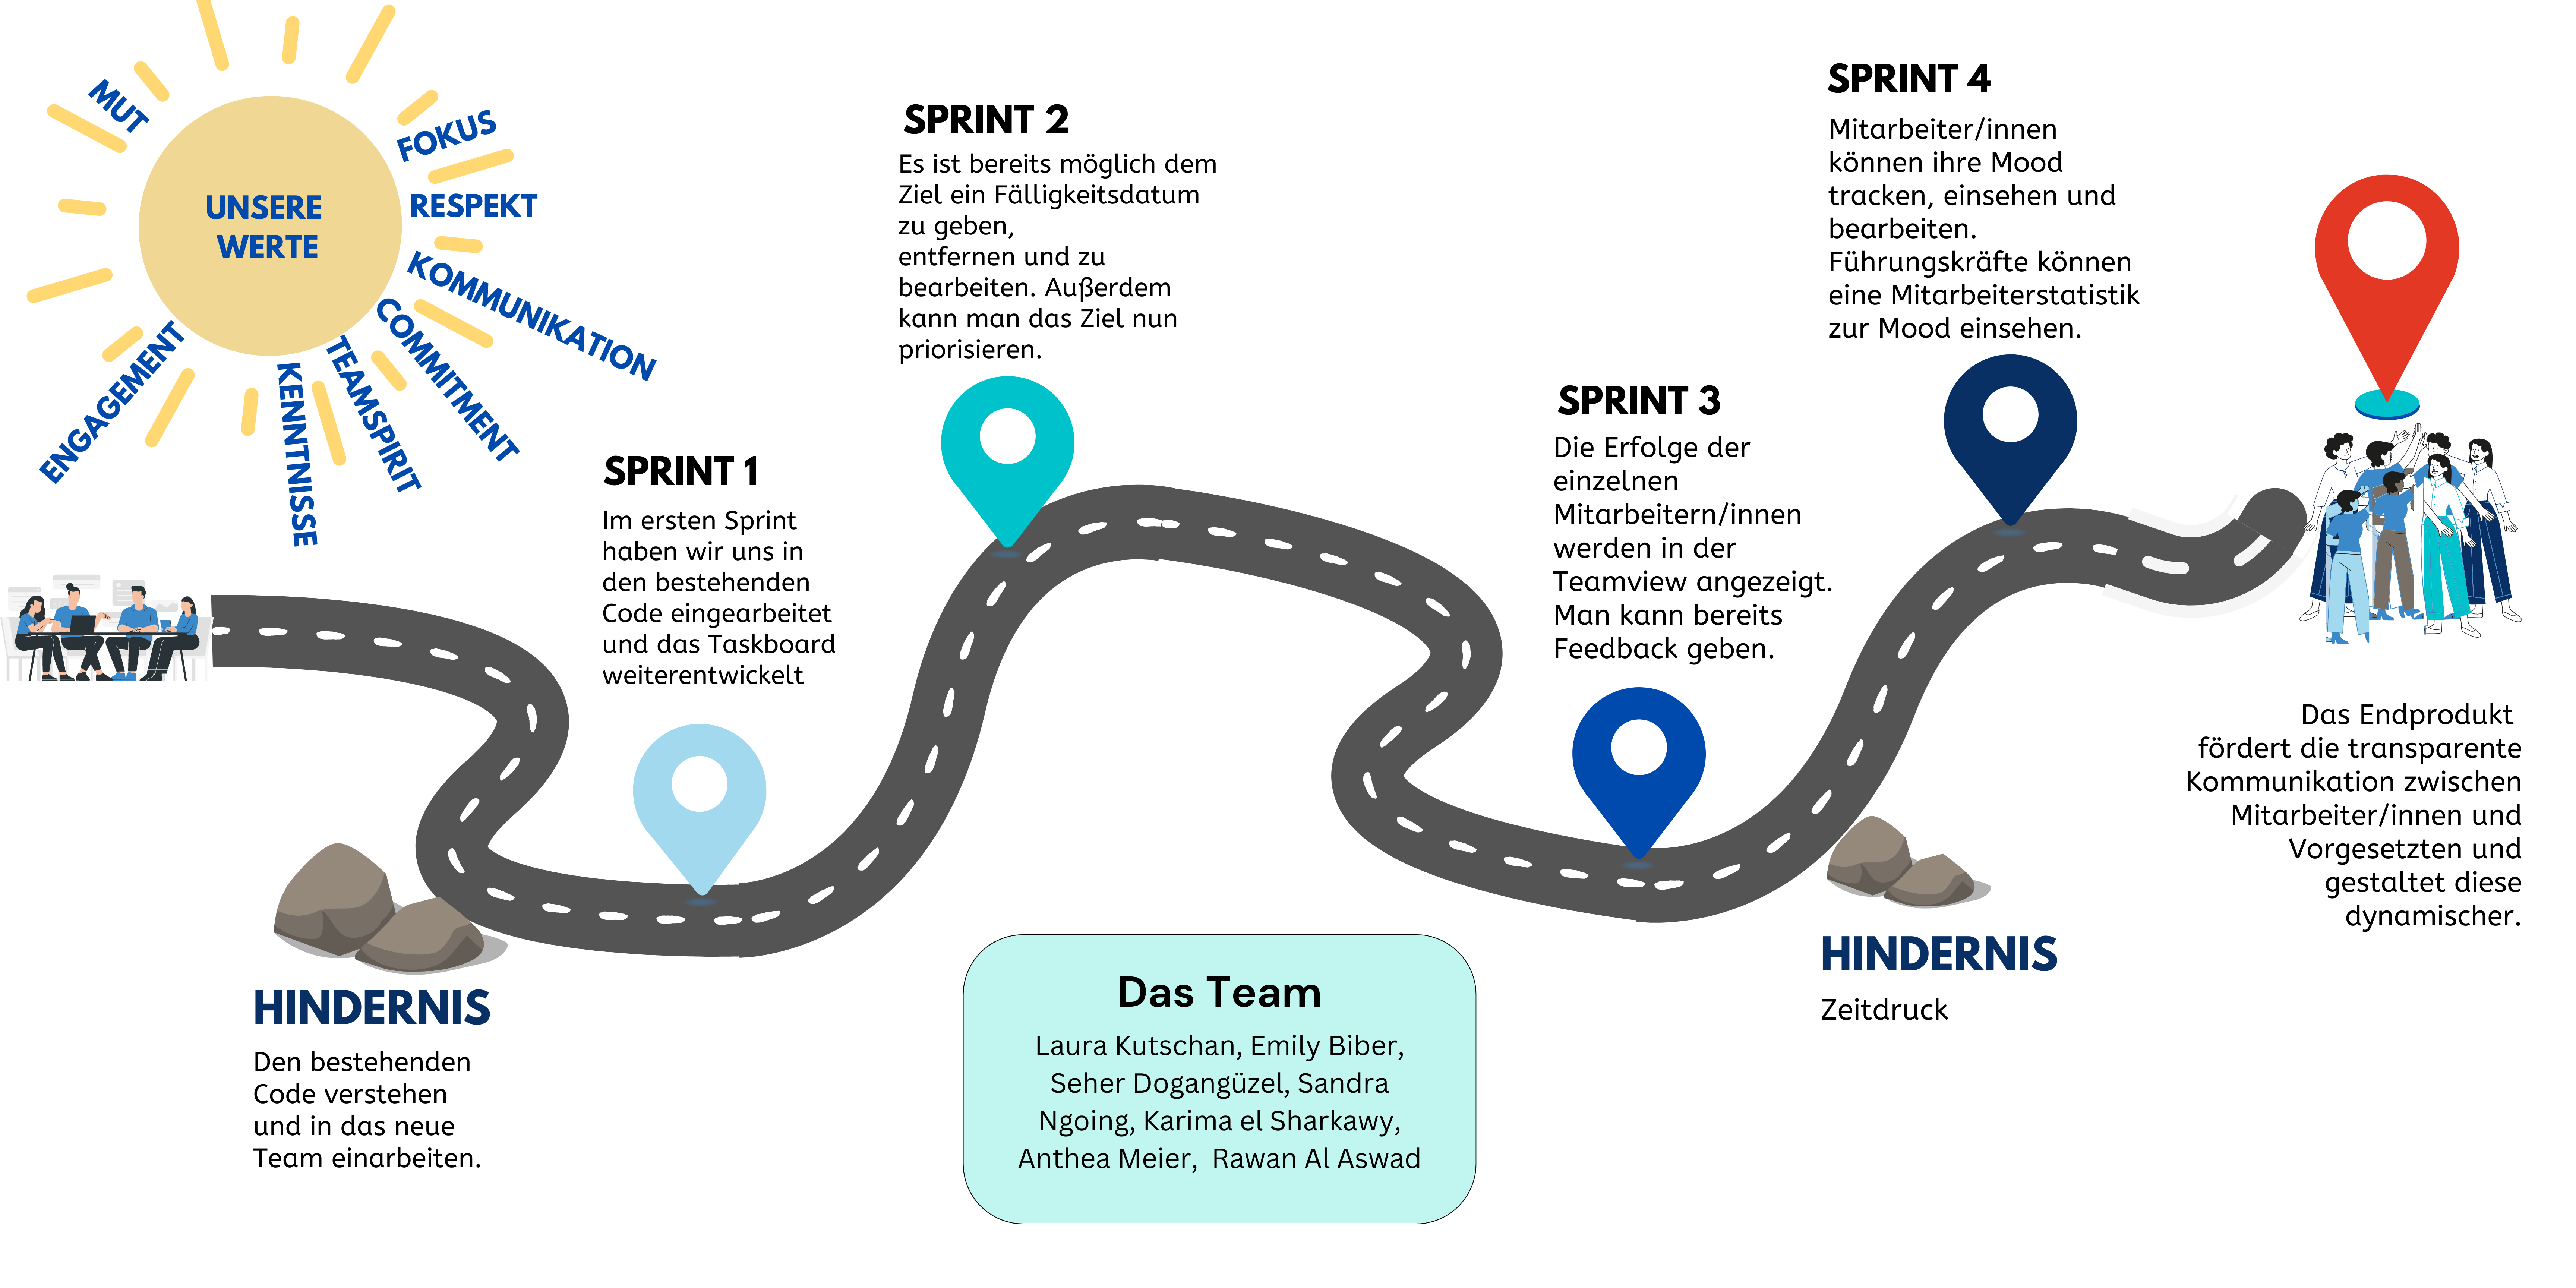 UNSERE
WERTE
MUT
FOKUS
RESPEKT
KOMMUNIKATION
COMMITMENT
TEAMSPIRIT
KENNTNISSE
ENGAGEMENT
SPRINT 1
Im ersten Sprint
haben wir uns in
den bestehenden
Code eingearbeitet
und das Taskboard
weiterentwickelt
SPRINT 2
Es ist bereits möglich dem
Ziel ein Fälligkeitsdatum
zu geben,
entfernen und zu
bearbeiten. Außerdem
kann man das Ziel nun
priorisieren.
SPRINT 3
Die Erfolge der
einzelnen
Mitarbeitern/innen
werden in der
Teamview angezeigt.
Man kann bereits
Feedback geben.
SPRINT 4
Mitarbeiter/innen
können ihre Mood
tracken, einsehen und
bearbeiten.
Führungskräfte können
eine Mitarbeiterstatistik
zur Mood einsehen.
Das Endprodukt
fördert die transparente
Kommunikation zwischen
Mitarbeiter/innen und
Vorgesetzten und
gestaltet diese
dynamischer.
HINDERNIS
Den bestehenden
Code verstehen
und in das neue
Team einarbeiten.
Das Team
Laura Kutschan, Emily Biber,
Seher Dogangüzel, Sandra
Ngoing, Karima el Sharkawy,
Anthea Meier, Rawan Al Aswad
HINDERNIS
Zeitdruck